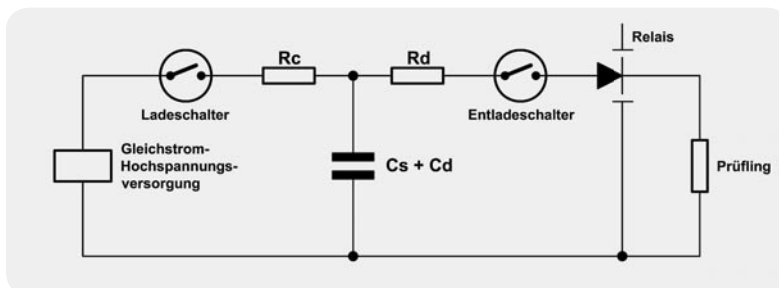 Relais
Rc
Rd
Ladeschalter
Entladeschalter
Gleichstrom-
Hochspannungs-
versorgung
Cs + Cd
Prüfling